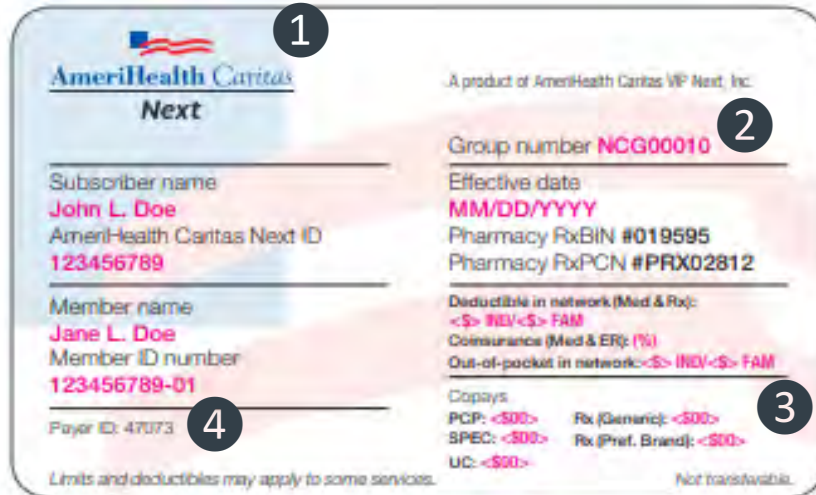 1
AmeriHealth Caritas
Next
A product of AmeriHealth Caritas VIP Next, Inc.
2
Group number NCG00010
Subscriber name
John L. Doe
AmeriHealth Caritas Next ID
123456789
Effective date
MM/DD/YYYY
Pharmacy RxBIN #019595
Pharmacy RxPCN #PRX02812
Member name
Jane L. Doe
Member ID number
123456789-01
Deductible in network (Med & Rx):
<$> IND/<$> FAM
Coinsurance (Med & ER): (%)
Out-of-pocket in network: <$> IND/<$> FAM
Payer ID: 47073
4
Copays
PCP: <$00> Rx (Generic): <$00>
SPEC: <$00> Rx (Pref. Brand): <$00>
UC: <$00>
3
Limits and deductibles may apply to some services.
Not transferable.